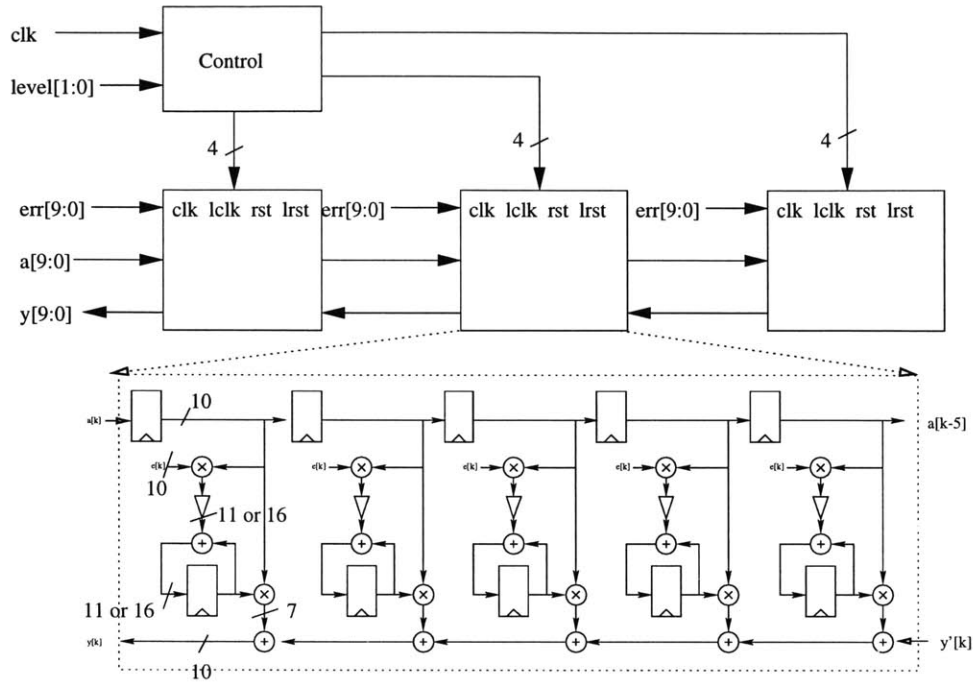 clk
Control
level[1:0]
4 4 4
err[9:0] clk lclk rst lrst err[9:0] clk lclk rst lrst err[9:0] clk lclk rst lrst
a[9:0]
y[9:0]
10
a[k] a[k-5]
e[k] e[k] e[k] e[k] e[k]
10
11 or 16
11 or 16 7
y[k] y'[k]
10